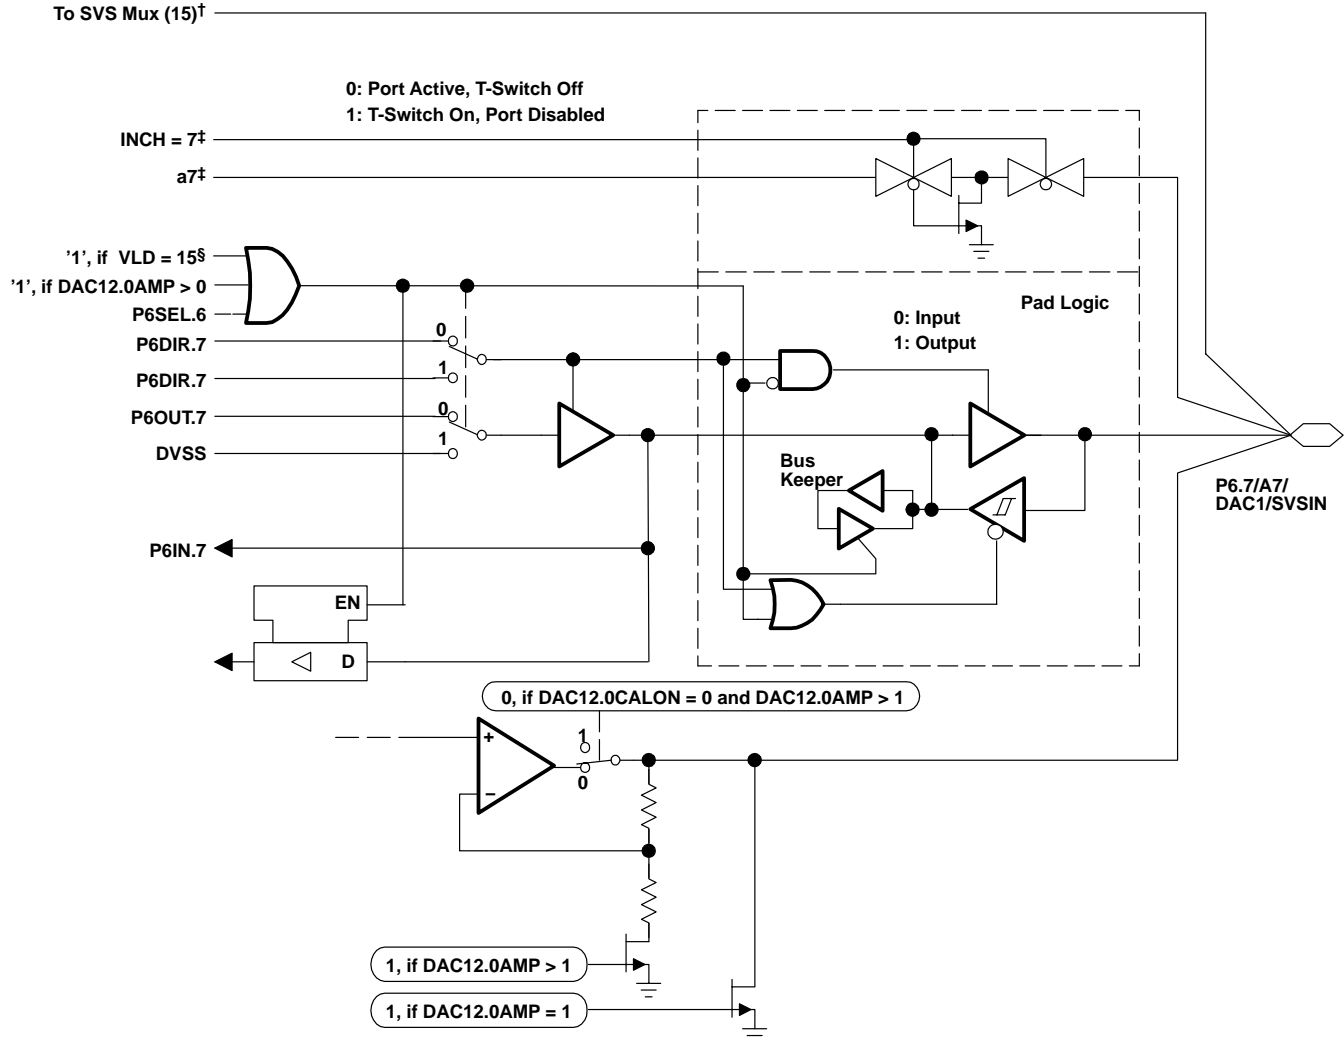 To SVS Mux (15)†
0: Port Active, T-Switch Off
1: T-Switch On, Port Disabled
INCH = 7‡
a7‡
’1’, if VLD = 15§
’1’, if DAC12.0AMP > 0
P6SEL.6
P6DIR.7
0
P6DIR.7
1
P6OUT.7
0
DVSS
1
Pad Logic
0: Input
1: Output
Bus
Keeper
P6.7/A7/
DAC1/SVSIN
P6IN.7
EN
D
0, if DAC12.0CALON = 0 and DAC12.0AMP > 1
+
−
1
0
1, if DAC12.0AMP > 1
1, if DAC12.0AMP = 1